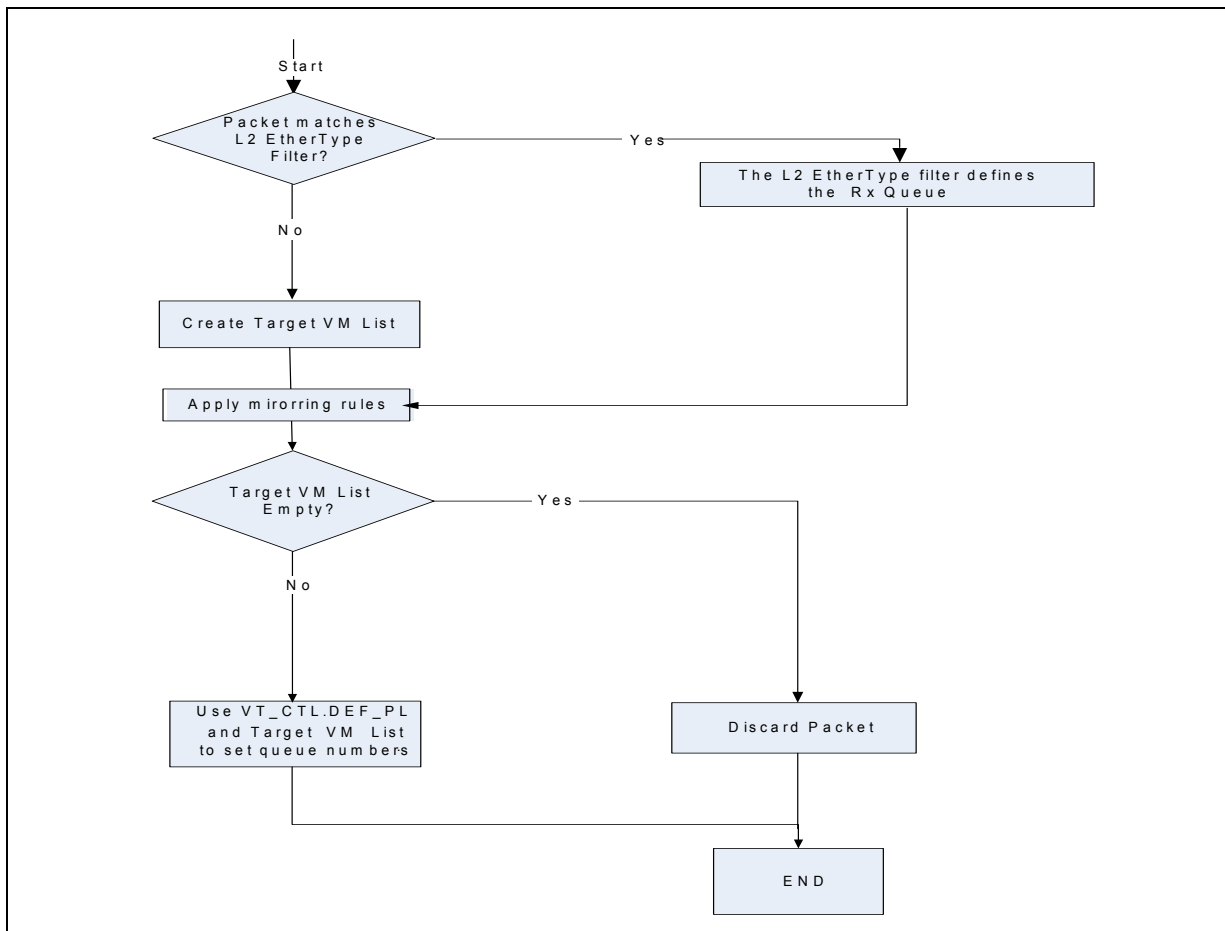 Start
Packet matches
L2 EtherType
Filter?
Yes
The L2 EtherType filter defines
the Rx Queue
No
Create Target VM List
Apply mirorring rules
Target VM List
Empty?
Yes
No
Use VT_CTL.DEF_PL
and Target VM List
to set queue numbers
Discard Packet
END